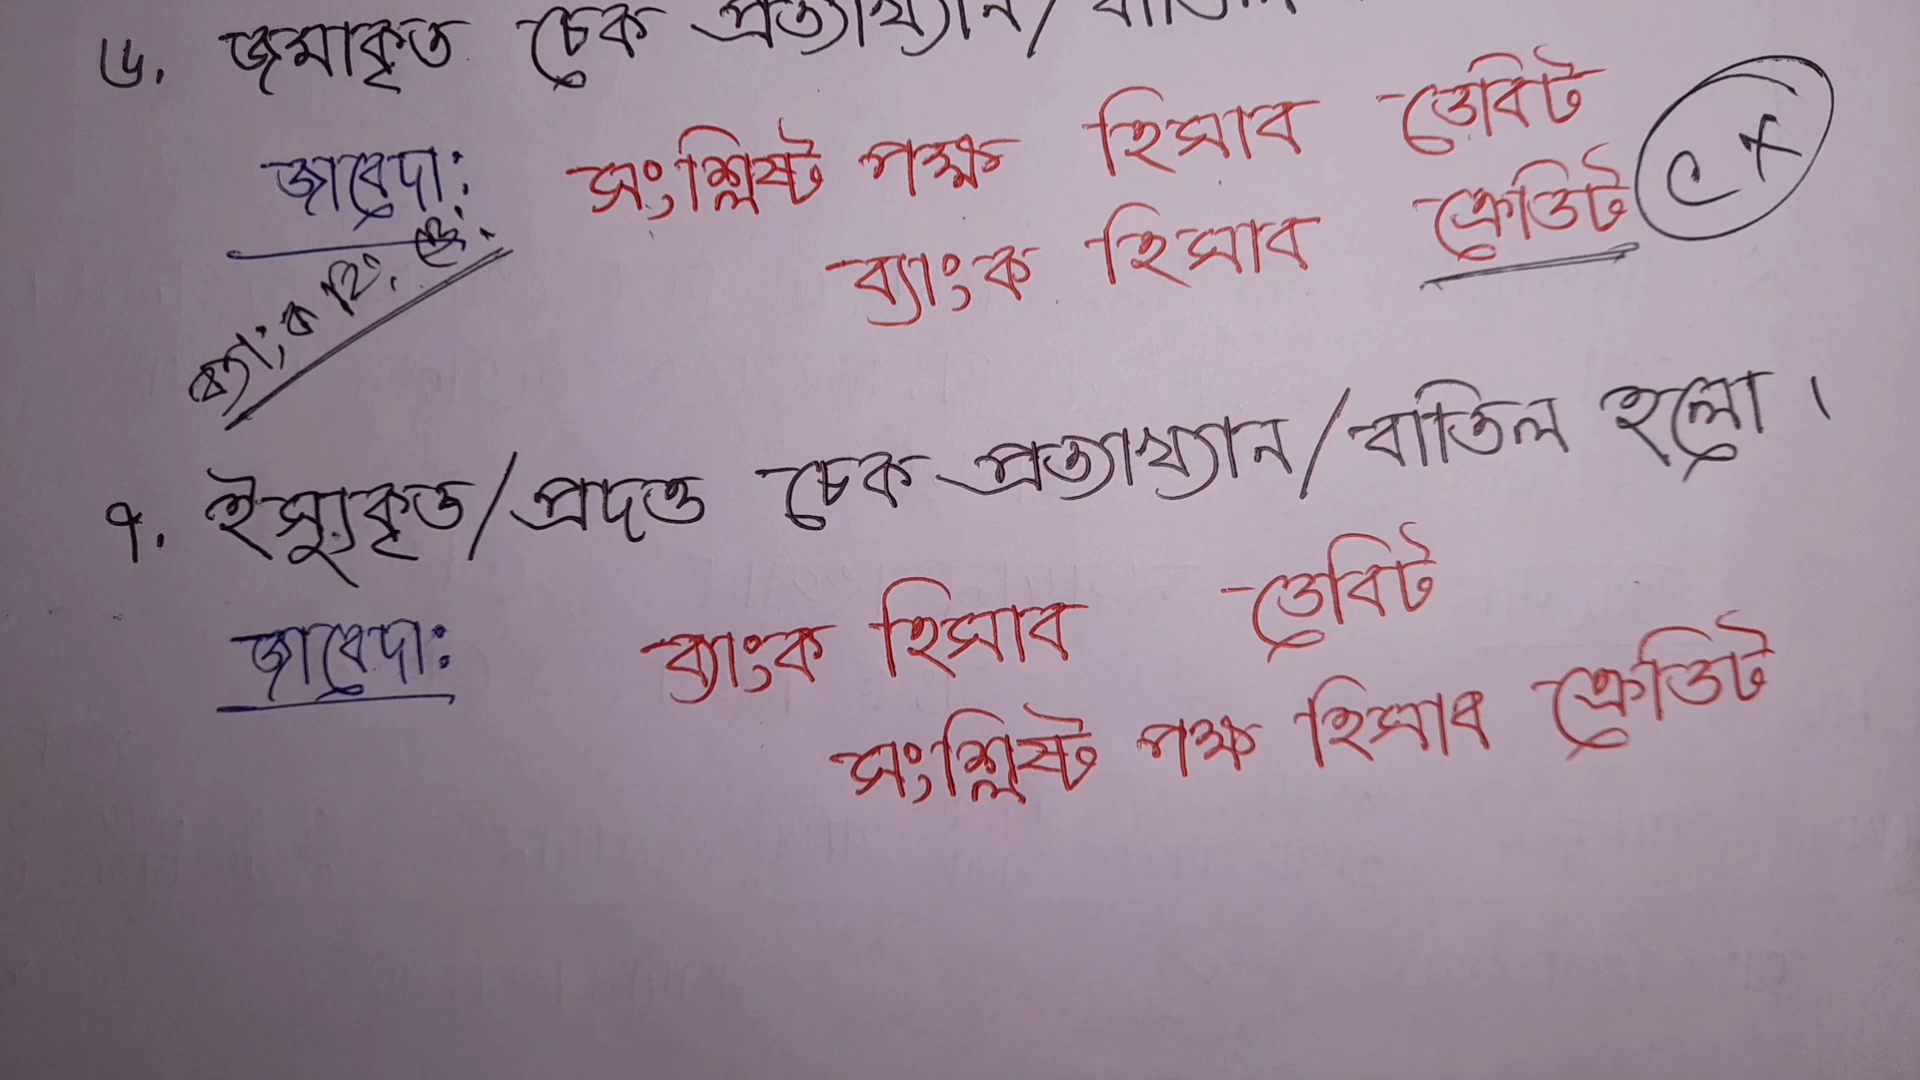 ৬. জমাকৃত চেক প্রত্যাখ্যান/বাতিল
জাবেদা: সংশ্লিষ্ট পক্ষ হিসাব ডেবিট
ব্যাংক হিসাব ক্রেডিট
ব্যাংক হিং ক্রে:
৭. ইস্যুকৃত/প্রদত্ত চেক প্রত্যাখ্যান/বাতিল হলো।
জাবেদা: ব্যাংক হিসাব ডেবিট
সংশ্লিষ্ট পক্ষ হিসাব ক্রেডিট